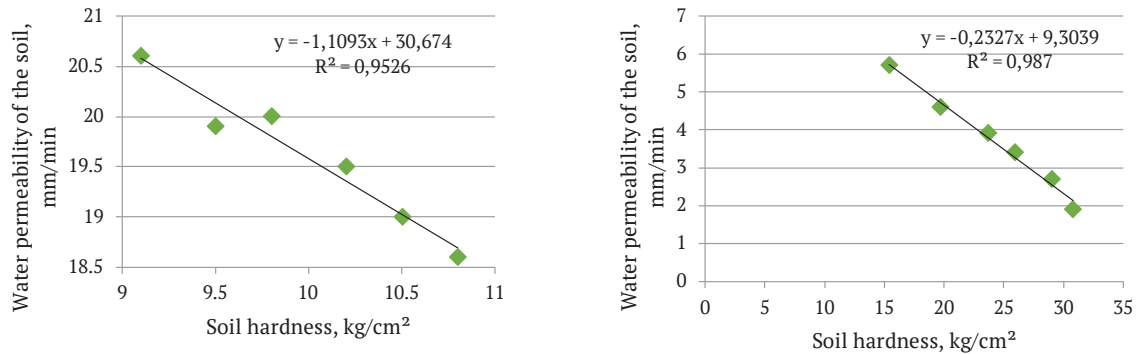 Water permeability of the soil,
mm/min
21
20.5
20
19.5
19
18.5
y = -1,1093x + 30,674
R² = 0,9526
9
9.5
10
10.5
11
Soil hardness, kg/cm²
Water permeability of the soil,
mm/min
7
6
5
4
3
2
1
0
y = -0,2327x + 9,3039
R² = 0,987
0
5
10
15
20
25
30
35
Soil hardness, kg/cm²